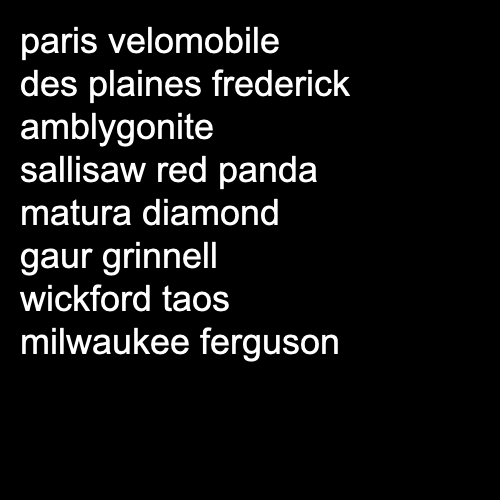 paris velomobile
des plaines frederick
amblygonite
sallisaw red panda
matura diamond
gaur grinnell
wickford taos
milwaukee ferguson